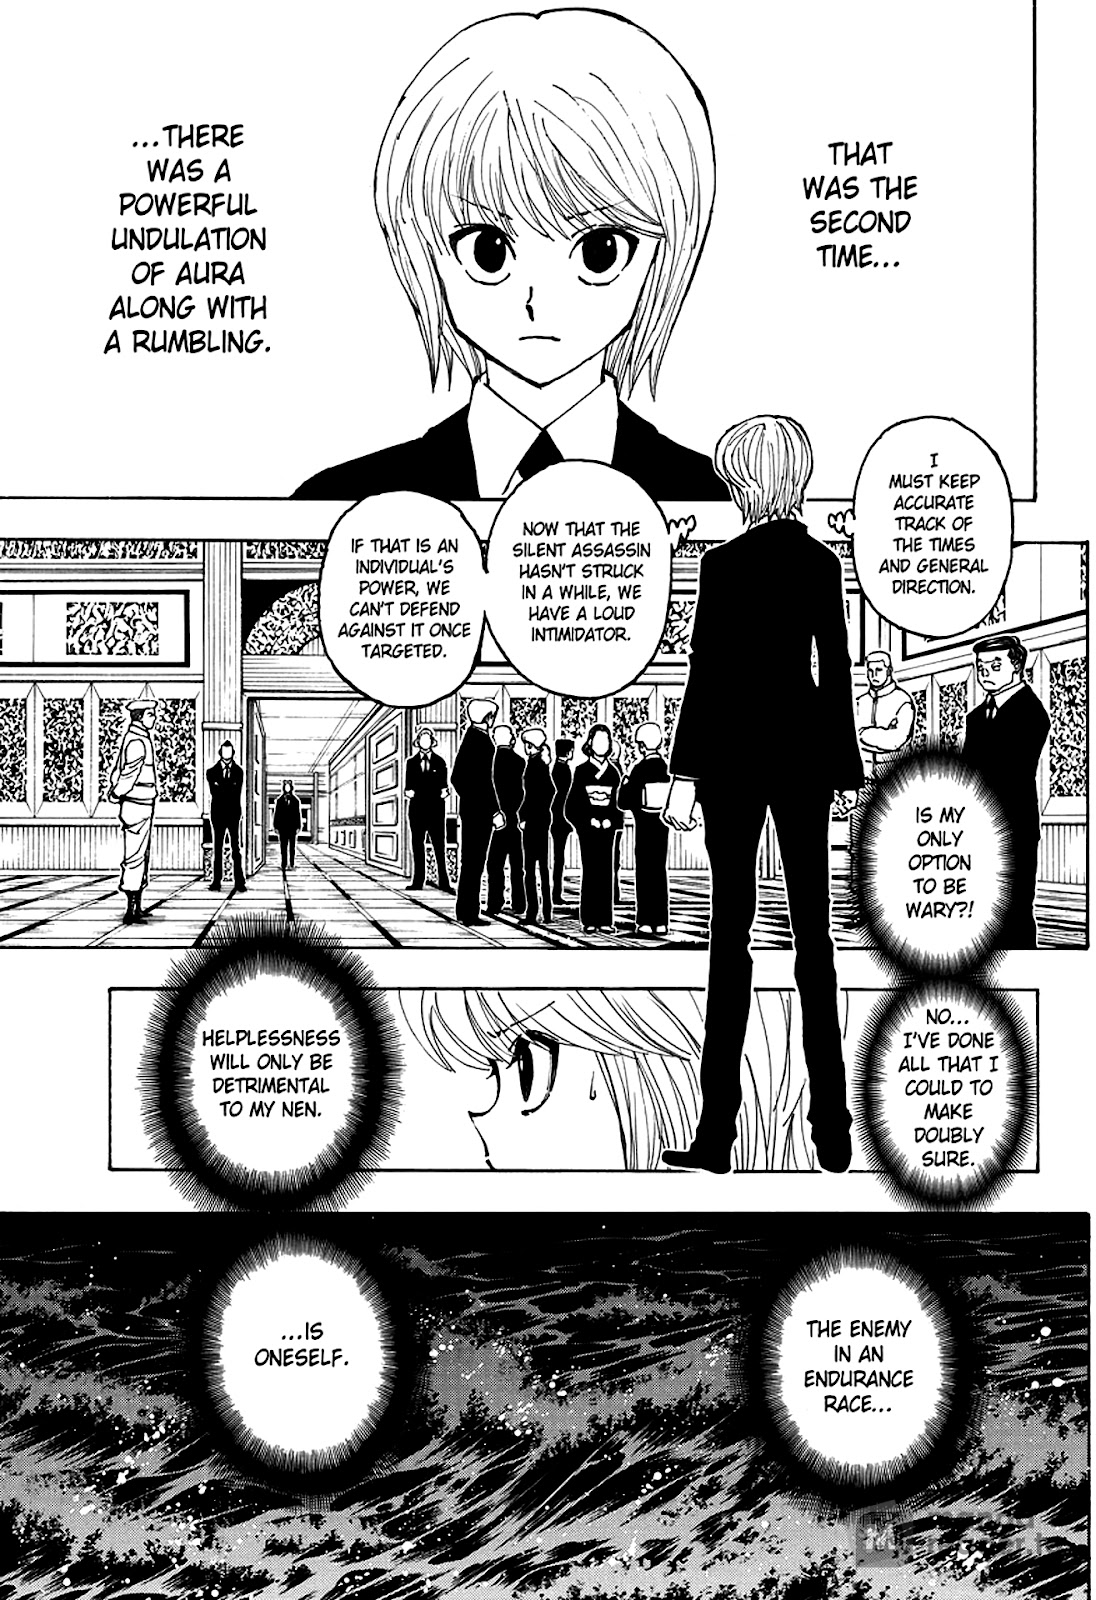 THAT
WAS THE
SECOND
TIME...
...THERE
WAS A
POWERFUL
UNDULATION
OF AURA
ALONG WITH
A RUMBLING.
I
MUST KEEP
ACCURATE
TRACK OF
THE TIMES
AND GENERAL
DIRECTION.
NOW THAT THE
SILENT ASSASSIN
HASN'T STRUCK
IN A WHILE, WE
HAVE A LOUD
INTIMIDATOR.
IF THAT IS AN
INDIVIDUAL'S
POWER, WE
CAN'T DEFEND
AGAINST IT ONCE
TARGETED.
IS MY
ONLY
OPTION
TO BE
WARY?!
NO...
I'VE DONE
ALL THAT I
COULD TO
MAKE
DOUBLY
SURE.
HELPLESSNESS
WILL ONLY BE
DETRIMENTAL
TO MY NEN.
THE ENEMY
IN AN
ENDURANCE
RACE...
...IS
ONESELF.